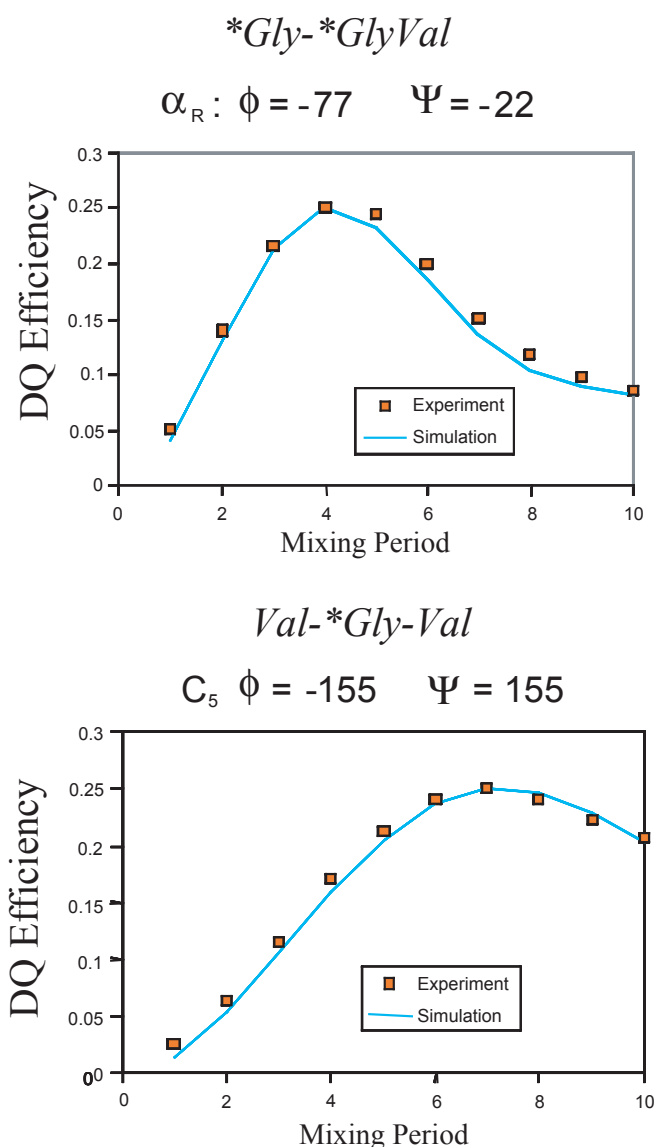 *Gly-*GlyVal
αR: ϕ = -77 Ψ = -22
0.3
0.25
0.2
0.15
0.1
0.05
0
DQ Efficiency
Experiment
Simulation
0 2 4 6 8 10
Mixing Period
Val-*Gly-Val
C5 ϕ = -155 Ψ = 155
0.3
0.25
0.2
0.15
0.1
0.05
00
DQ Efficiency
Experiment
Simulation
0 2 4 6 8 10
Mixing Period